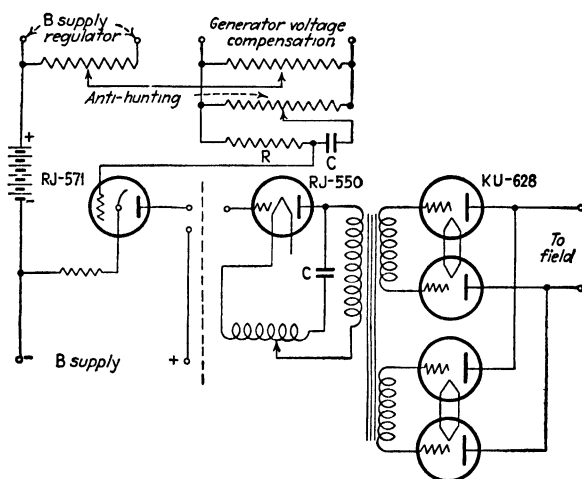 B supply
regulator
Generator voltage
compensation
Anti-hunting
R
C
+
RJ-571
-
RJ-550
KU-628
C
To
field
-
B supply
+